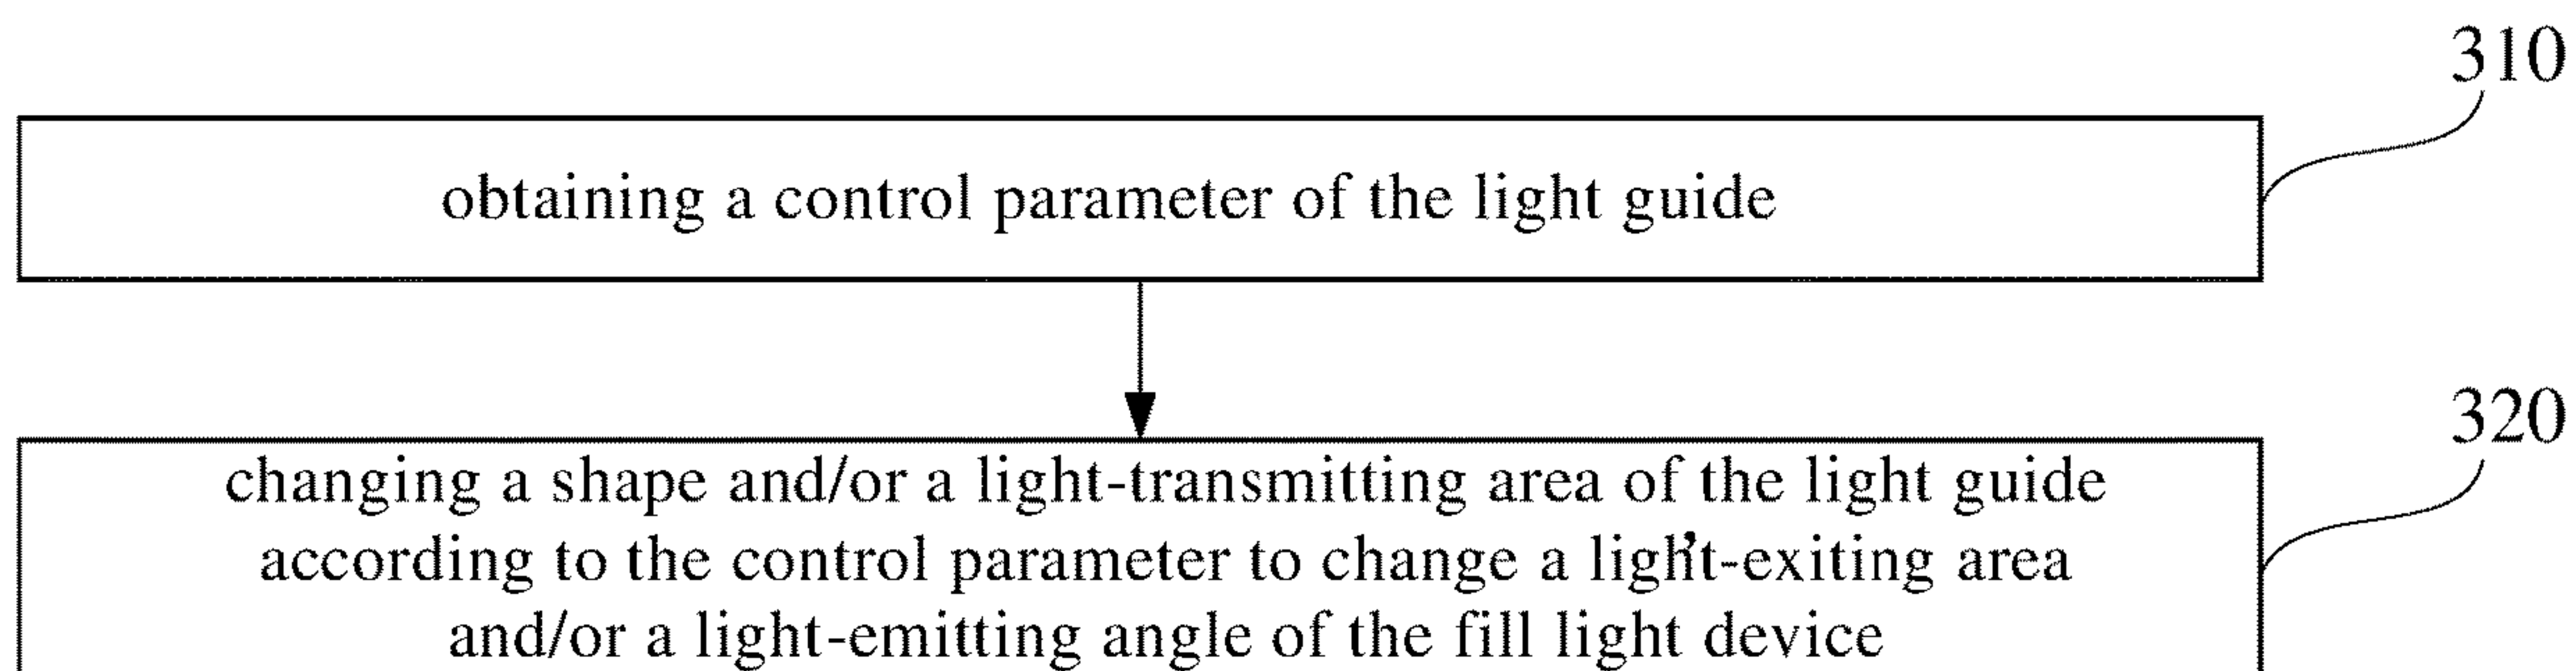 310
obtaining a control parameter of the light guide
320
changing a shape and/or a light-transmitting area of the light guide
according to the control parameter to change a light-exiting area
and/or a light-emitting angle of the fill light device